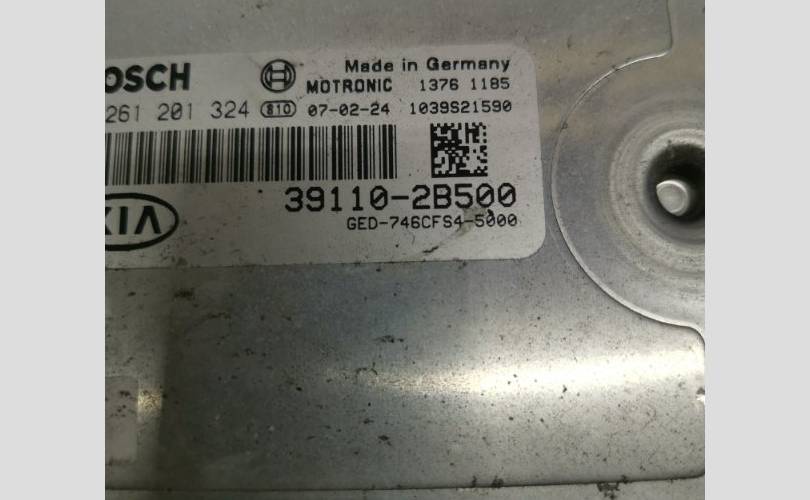 OSCH Made in Germany
MOTRONIC 1376 1185
261 201 324 810 07-02-24 1039S21590
39110-2B500
KIA GED-746CFS4-5000